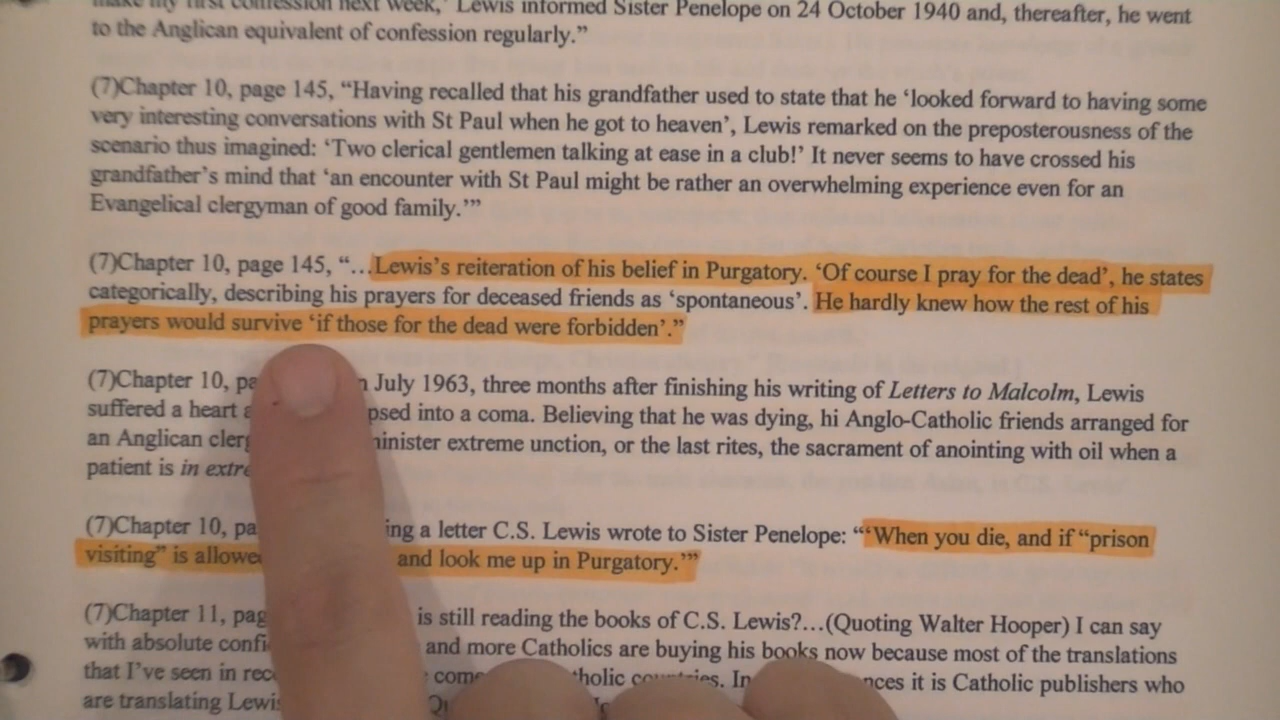 make my first confession next week,’ Lewis informed Sister Penelope on 24 October 1940 and, thereafter, he went
to the Anglican equivalent of confession regularly.”
(7)Chapter 10, page 145, “Having recalled that his grandfather used to state that he ‘looked forward to having some
very interesting conversations with St Paul when he got to heaven’, Lewis remarked on the preposterousness of the
scenario thus imagined: ‘Two clerical gentlemen talking at ease in a club!’ It never seems to have crossed his
grandfather’s mind that ‘an encounter with St Paul might be rather an overwhelming experience even for an
Evangelical clergyman of good family.’”
(7)Chapter 10, page 145, “…Lewis’s reiteration of his belief in Purgatory. ‘Of course I pray for the dead’, he states
categorically, describing his prayers for deceased friends as ‘spontaneous’. He hardly knew how the rest of his
prayers would survive ‘if those for the dead were forbidden’.”
(7)Chapter 10, July 1963, three months after finishing his writing of Letters to Malcolm, Lewis
suffered a heart into a coma. Believing that he was dying, hi Anglo-Catholic friends arranged for
an Anglican extreme unction, or the last rites, the sacrament of anointing with oil when a
patient is in
(7)Chapter 10, a letter C.S. Lewis wrote to Sister Penelope: “‘When you die, and if “prison
visiting” is and look me up in Purgatory.’”
(7)Chapter 11, is still reading the books of C.S. Lewis?…(Quoting Walter Hooper) I can say
with absolute and more Catholics are buying his books now because most of the translations
that I’ve seen in In it is Catholic publishers who
are translating